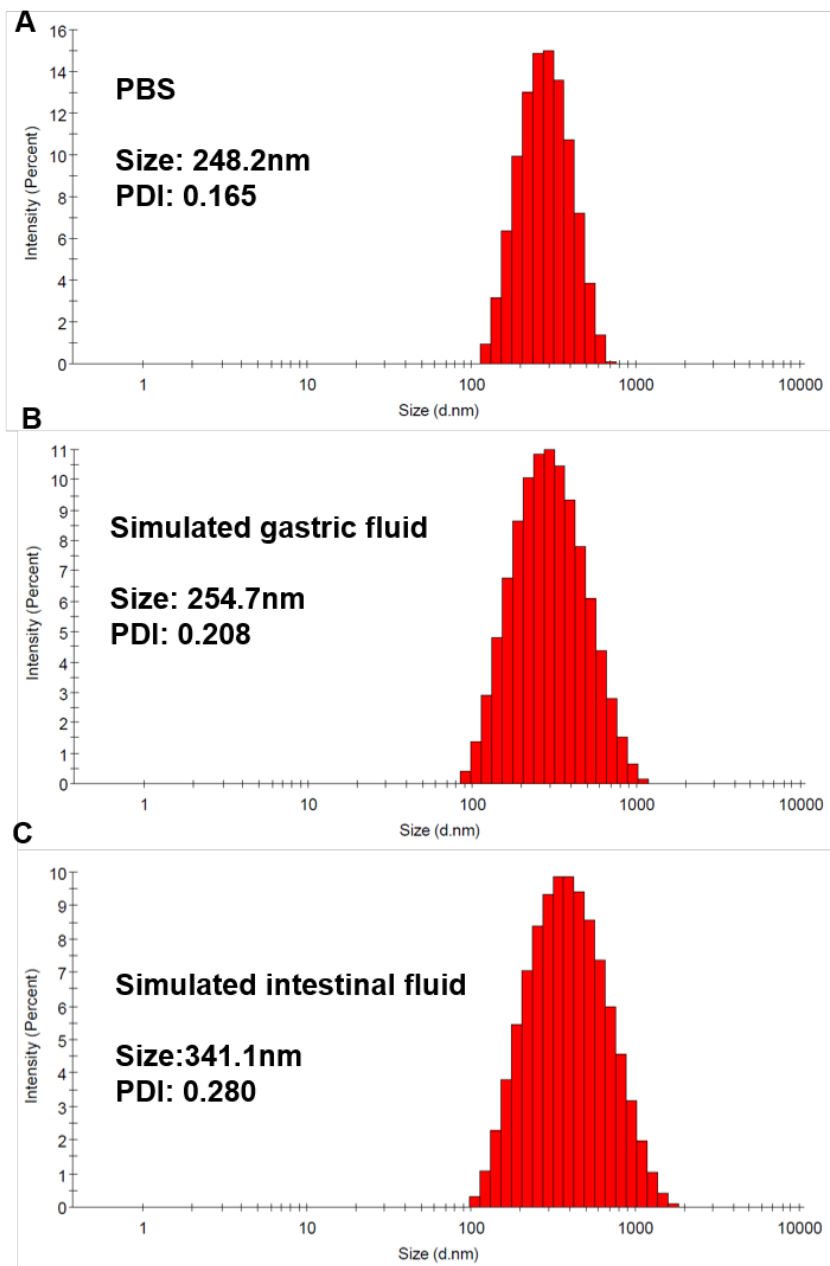 A
16
14
12
10
8
6
4
2
0
Intensity (Percent)
PBS
Size: 248.2nm
PDI: 0.165
1 10 100 1000 10000
Size (d.nm)
B
11
10
9
8
7
6
5
4
3
2
1
0
Intensity (Percent)
Simulated gastric fluid
Size: 254.7nm
PDI: 0.208
1 10 100 1000 10000
Size (d.nm)
C
10
9
8
7
6
5
4
3
2
1
0
Intensity (Percent)
Simulated intestinal fluid
Size:341.1nm
PDI: 0.280
1 10 100 1000 10000
Size (d.nm)